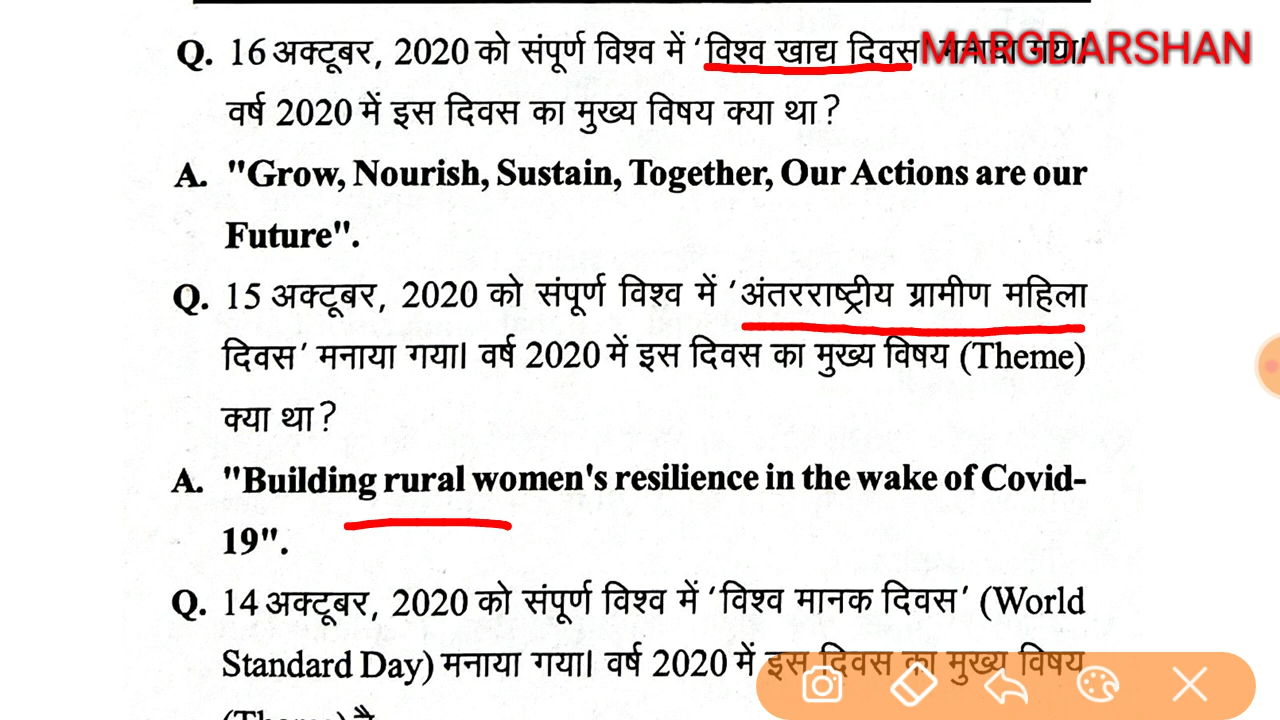 Q. 16 अक्टूबर, 2020 को संपूर्ण विश्व में ‘विश्व खाद्य दिवस मनाया गया।
MARGDARSHAN
वर्ष 2020 में इस दिवस का मुख्य विषय क्या था?
A. "Grow, Nourish, Sustain, Together, Our Actions are our
Future".
Q. 15 अक्टूबर, 2020 को संपूर्ण विश्व में ‘अंतरराष्ट्रीय ग्रामीण महिला
दिवस’ मनाया गया। वर्ष 2020 में इस दिवस का मुख्य विषय (Theme)
क्या था?
A. "Building rural women's resilience in the wake of Covid-
19".
Q. 14 अक्टूबर, 2020 को संपूर्ण विश्व में ‘विश्व मानक दिवस’ (World
Standard Day) मनाया गया। वर्ष 2020 में इस दिवस का मुख्य विषय